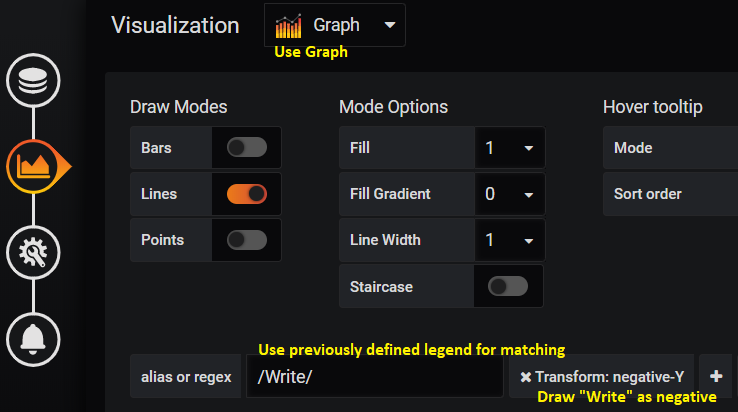 Visualization
Graph
Use Graph
Draw Modes
Mode Options
Hover tooltip
Bars
Fill
1
Mode
Lines
Fill Gradient
0
Sort order
Points
Line Width
1
Staircase
Use previously defined legend for matching
alias or regex
/Write/
Transform: negative-Y
Draw "Write" as negative